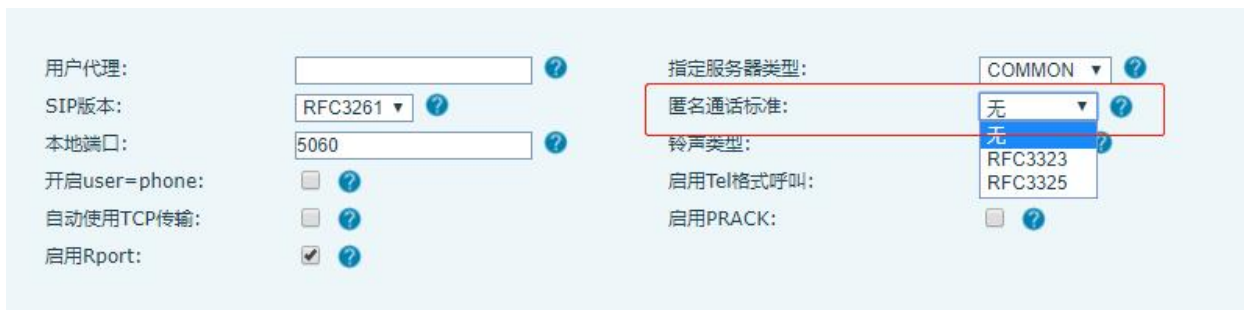 用户代理: 指定服务器类型: COMMON
SIP版本: RFC3261 匿名通话标准: 无
本地端口: 5060 铃声类型: 无
开启user=phone: 启用Tel格式呼叫: RFC3323
RFC3325
自动使用TCP传输: 启用PRACK:
启用Rport: